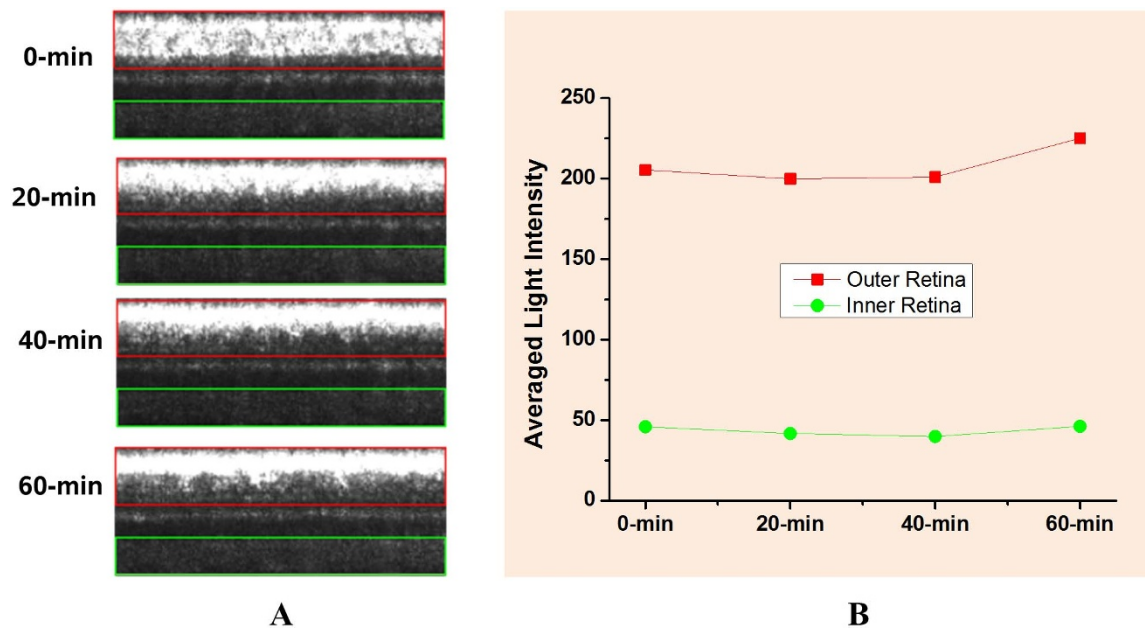 0-min
20-min
40-min
60-min
A
Averaged Light Intensity
250
200
150
100
50
0
Outer Retina
Inner Retina
0-min
20-min
40-min
60-min
B